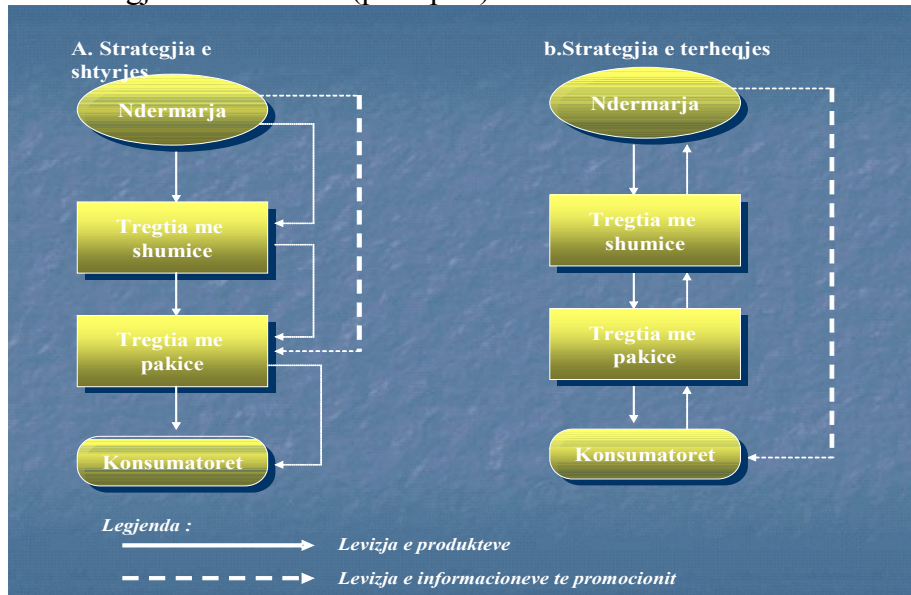 A. Strategjia e
shtyrjes
Ndermarja
Tregtia me
shumice
Tregtia me
pakice
Konsumatoret
b.Strategjia e terheqjes
Ndermarja
Tregtia me
shumice
Tregtia me
pakice
Konsumatoret
Legjenda :
Levizja e produkteve
Levizja e informacioneve te promocionit